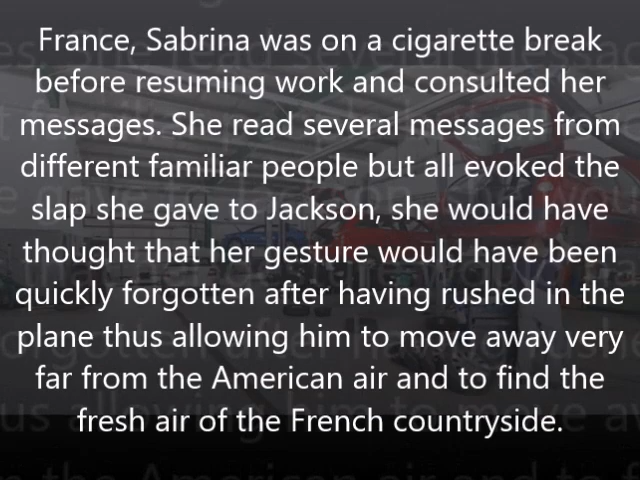 France, Sabrina was on a cigarette break
before resuming work and consulted her
messages. She read several messages from
different familiar people but all evoked the
slap she gave to Jackson, she would have
thought that her gesture would have been
quickly forgotten after having rushed in the
plane thus allowing him to move away very
far from the American air and to find the
fresh air of the French countryside.